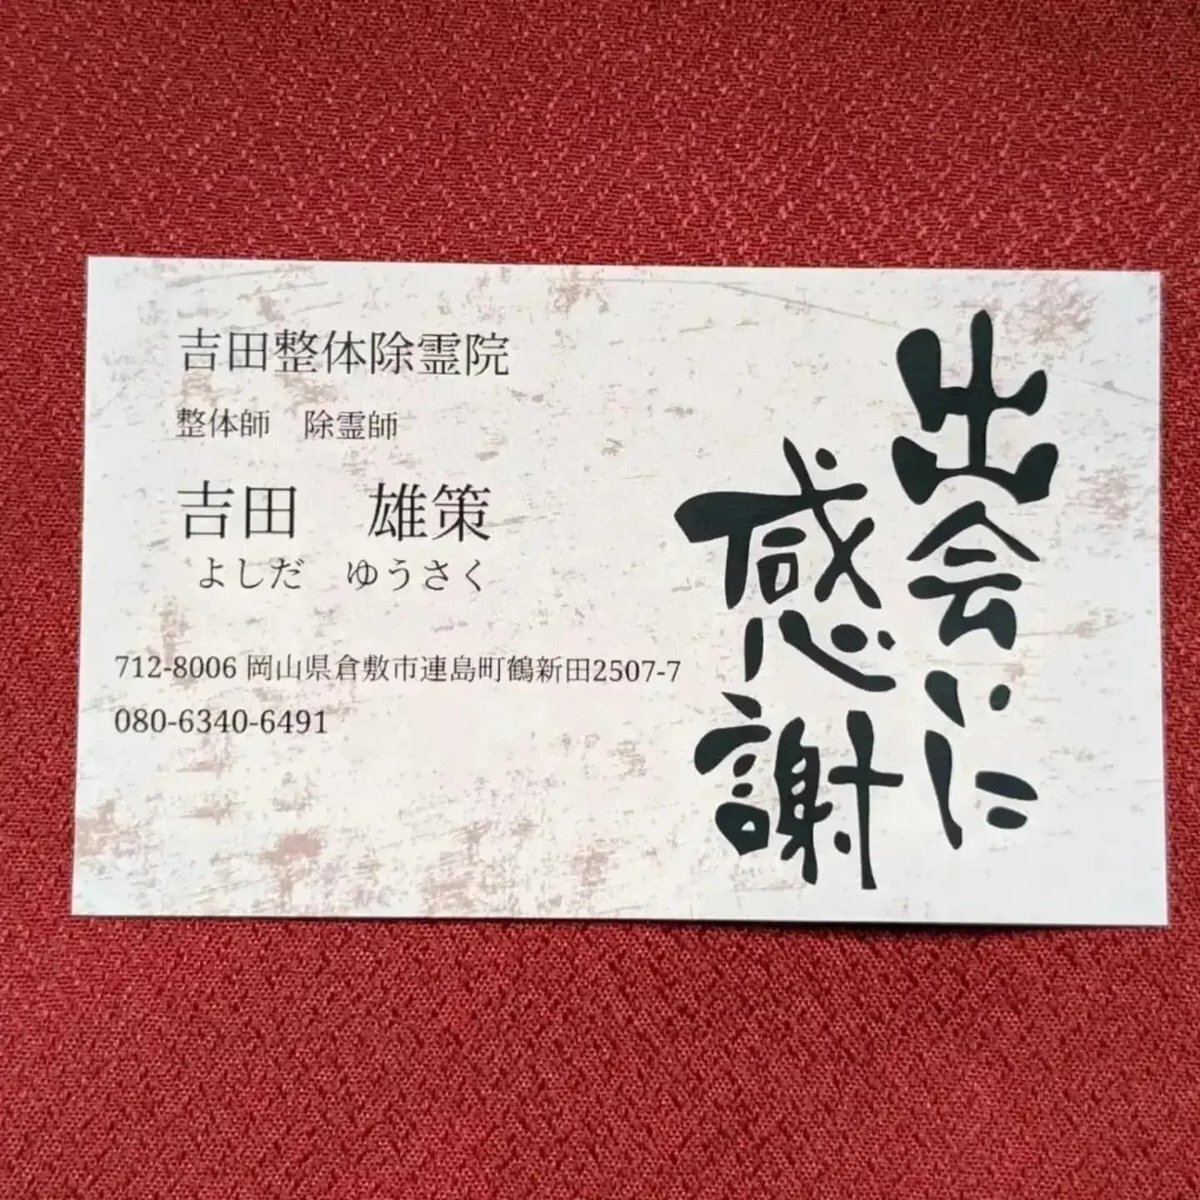 吉田整体除霊院
整体師　除霊師
吉田　雄策
よしだ　ゆうさく
712-8006 岡山県倉敷市連島町鶴新田2507-7
080-6340-6491
出会いに
感謝